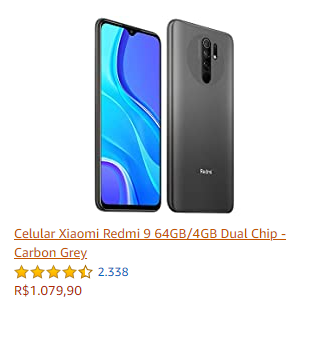 Redmi
Celular Xiaomi Redmi 9 64GB/4GB Dual Chip -
Carbon Grey
2.338
R$1.079,90